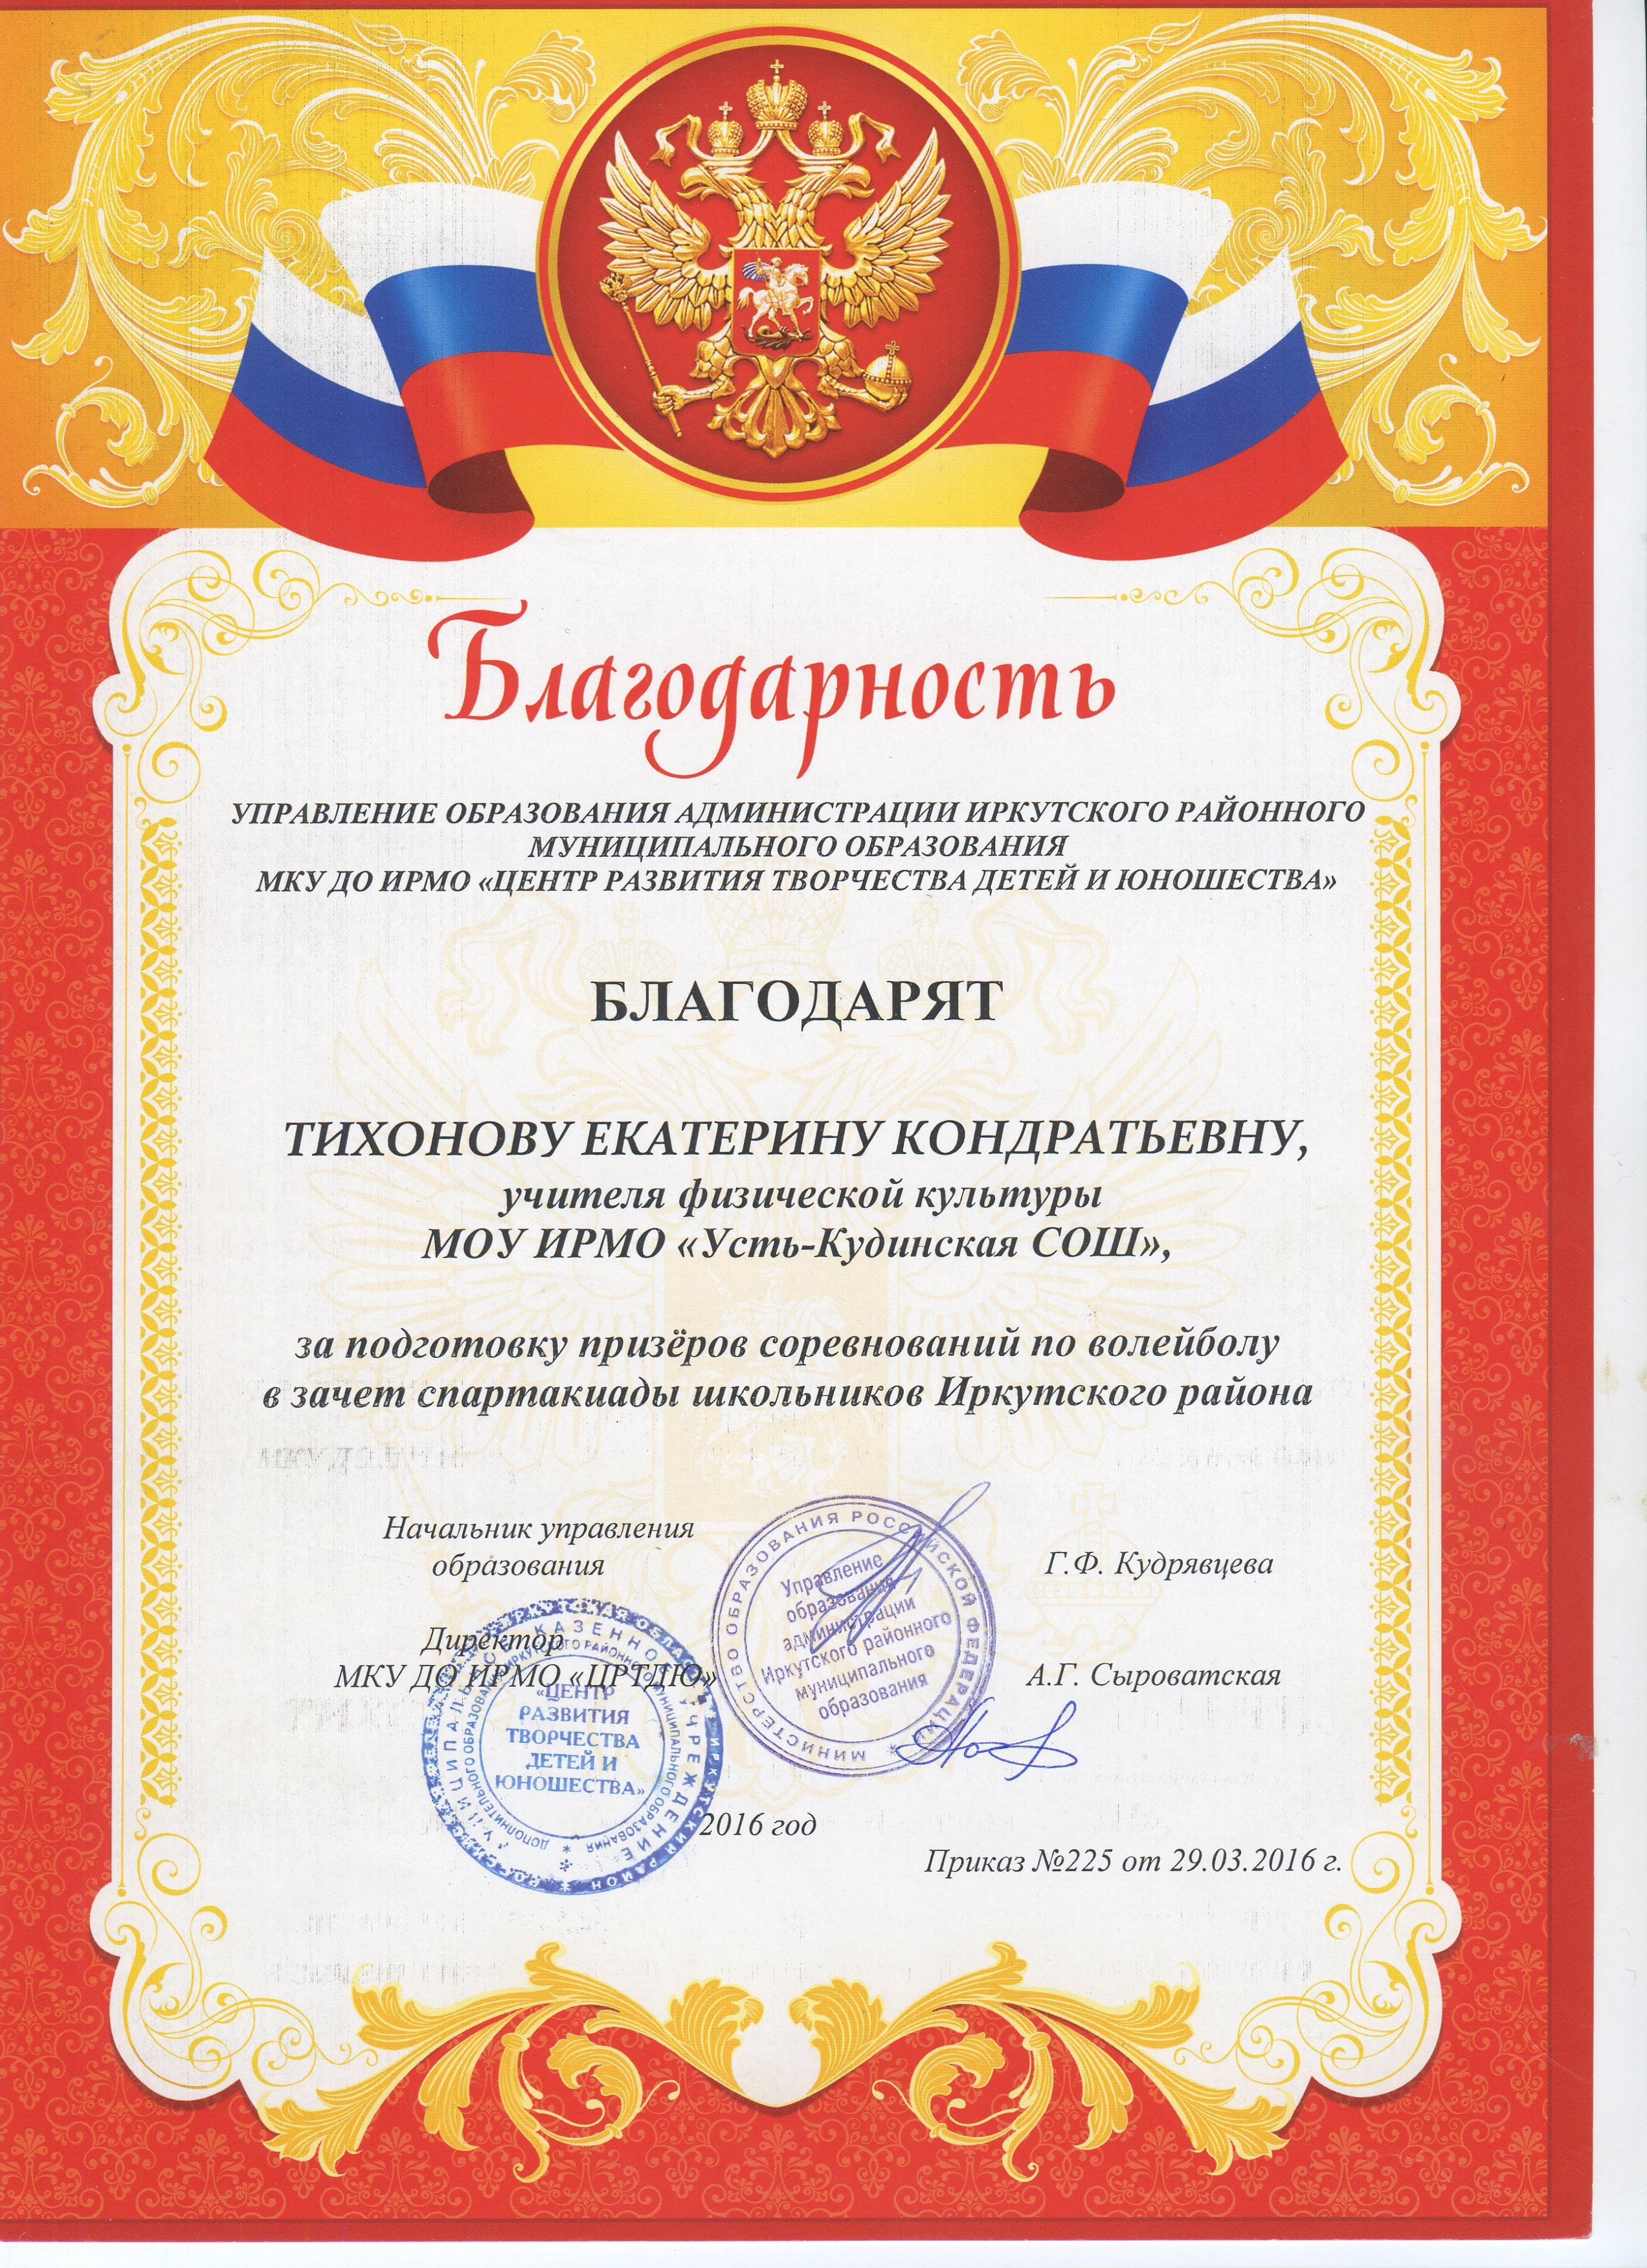 Благодарность
УПРАВЛЕНИЕ ОБРАЗОВАНИЯ АДМИНИСТРАЦИИ ИРКУТСКОГО РАЙОННОГО
МУНИЦИПАЛЬНОГО ОБРАЗОВАНИЯ
МКУ ДО ИРМО «ЦЕНТР РАЗВИТИЯ ТВОРЧЕСТВА ДЕТЕЙ И ЮНОШЕСТВА»
БЛАГОДАРЯТ
ТИХОНОВУ ЕКАТЕРИНУ КОНДРАТЬЕВНУ,
учителя физической культуры
МОУ ИРМО «Усть-Кудинская СОШ»,
за подготовку призёров соревнований по волейболу
в зачет спартакиады школьников Иркутского района
Начальник управления
образования
Г.Ф. Кудрявцева
Директор
МКУ ДО ИРМО «ЦРТДЮ»
А.Г. Сыроватская
МИНИСТЕРСТВО ОБРАЗОВАНИЯ РОССИЙСКОЙ ФЕДЕРАЦИИ
Управление
образования
администрации
Иркутского районного
муниципального
образования
ИРКУТСКАЯ ОБЛАСТЬ ИРКУТСКИЙ РАЙОН
МУНИЦИПАЛЬНОЕ КАЗЕННОЕ УЧРЕЖДЕНИЕ
ДОПОЛНИТЕЛЬНОГО ОБРАЗОВАНИЯ ИРКУТСКОГО РАЙОННОГО МУНИЦИПАЛЬНОГО ОБРАЗОВАНИЯ
«ЦЕНТР
РАЗВИТИЯ
ТВОРЧЕСТВА
ДЕТЕЙ И
ЮНОШЕСТВА»
2016 год
Приказ №225 от 29.03.2016 г.